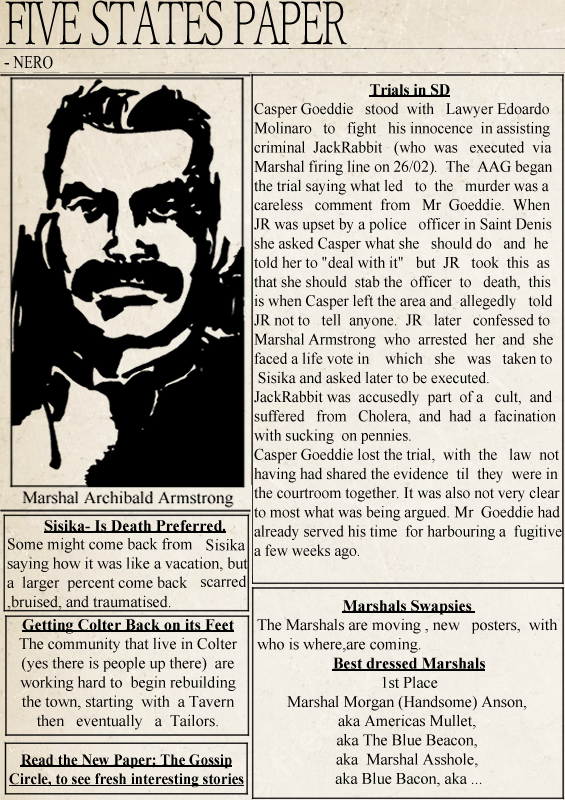 FIVE STATES PAPER
- NERO
Marshal Archibald Armstrong
Sisika- Is Death Preferred.
Some might come back from Sisika
saying how it was like a vacation, but
a larger percent come back scarred
,bruised, and traumatised.
Getting Colter Back on its Feet
The community that live in Colter
(yes there is people up there) are
working hard to begin rebuilding
the town, starting with a Tavern
then eventually a Tailors.
Read the New Paper: The Gossip
Circle, to see fresh interesting stories
Trials in SD
Casper Goeddie stood with Lawyer Edoardo
Molinaro to fight his innocence in assisting
criminal JackRabbit (who was executed via
Marshal firing line on 26/02). The AAG began
the trial saying what led to the murder was a
careless comment from Mr Goeddie. When
JR was upset by a police officer in Saint Denis
she asked Casper what she should do and he
told her to "deal with it" but JR took this as
that she should stab the officer to death, this
is when Casper left the area and allegedly told
JR not to tell anyone. JR later confessed to
Marshal Armstrong who arrested her and she
faced a life vote in which she was taken to
Sisika and asked later to be executed.
JackRabbit was accusedly part of a cult, and
suffered from Cholera, and had a facination
with sucking on pennies.
Casper Goeddie lost the trial, with the law not
having had shared the evidence til they were in
the courtroom together. It was also not very clear
to most what was being argued. Mr Goeddie had
already served his time for harbouring a fugitive
a few weeks ago.
Marshals Swapsies
The Marshals are moving , new posters, with
who is where,are coming.
Best dressed Marshals
1st Place
Marshal Morgan (Handsome) Anson,
aka Americas Mullet,
aka The Blue Beacon,
aka Marshal Asshole,
aka Blue Bacon, aka ...